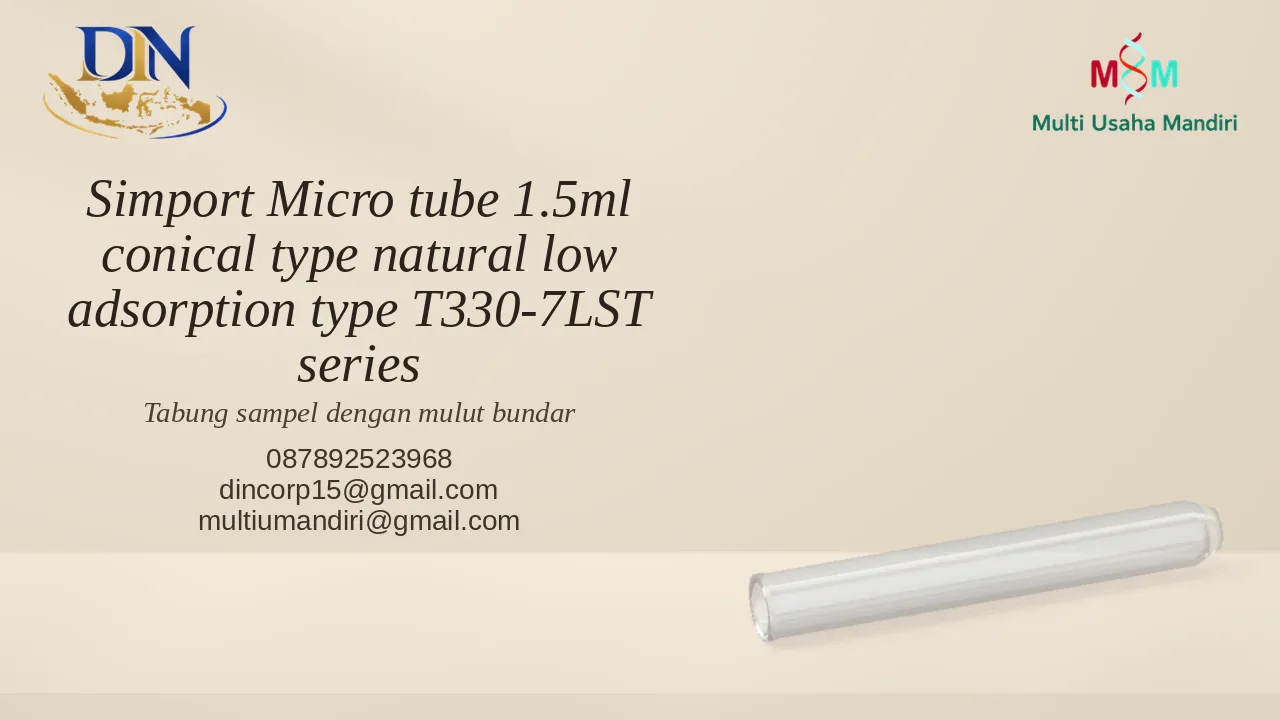 DN
M M
Multi Usaha Mandiri
Simport Micro tube 1.5ml
conical type natural low
adsorption type T330-7LST
series
Tabung sampel dengan mulut bundar
087892523968
dincorp15@gmail.com
multiumandiri@gmail.com